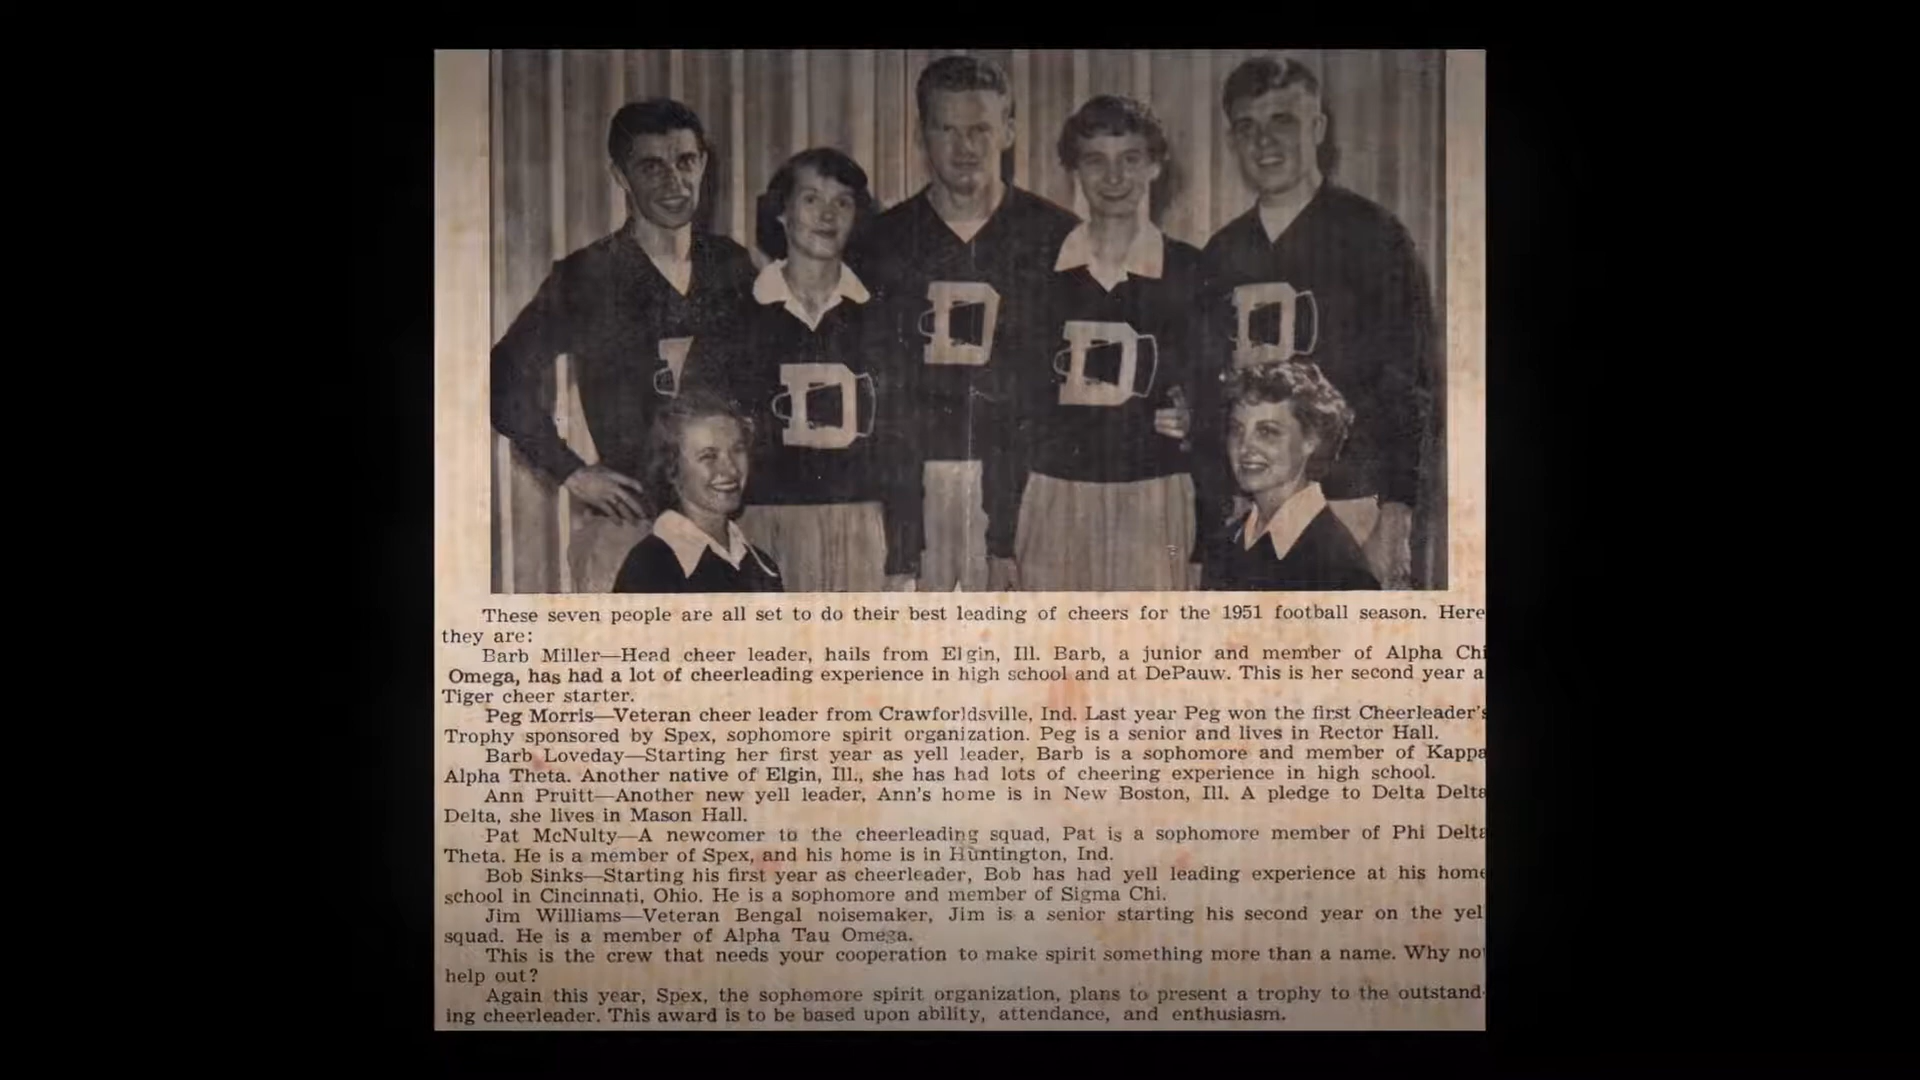 D
D
D
D
D
These seven people are all set to do their best leading of cheers for the 1951 football season. Here
they are:
Barb Miller—Head cheer leader, hails from Elgin, Ill. Barb, a junior and member of Alpha Chi
Omega, has had a lot of cheerleading experience in high school and at DePauw. This is her second year a
Tiger cheer starter.
Peg Morris—Veteran cheer leader from Crawforldsville, Ind. Last year Peg won the first Cheerleader's
Trophy sponsored by Spex, sophomore spirit organization. Peg is a senior and lives in Rector Hall.
Barb Loveday—Starting her first year as yell leader, Barb is a sophomore and member of Kappa
Alpha Theta. Another native of Elgin, Ill., she has had lots of cheering experience in high school.
Ann Pruitt—Another new yell leader, Ann's home is in New Boston, Ill. A pledge to Delta Delta
Delta, she lives in Mason Hall.
Pat McNulty—A newcomer to the cheerleading squad, Pat is a sophomore member of Phi Delta
Theta. He is a member of Spex, and his home is in Huntington, Ind.
Bob Sinks—Starting his first year as cheerleader, Bob has had yell leading experience at his home
school in Cincinnati, Ohio. He is a sophomore and member of Sigma Chi.
Jim Williams—Veteran Bengal noisemaker, Jim is a senior starting his second year on the yel
squad. He is a member of Alpha Tau Omega.
This is the crew that needs your cooperation to make spirit something more than a name. Why no
help out?
Again this year, Spex, the sophomore spirit organization, plans to present a trophy to the outstand-
ing cheerleader. This award is to be based upon ability, attendance, and enthusiasm.